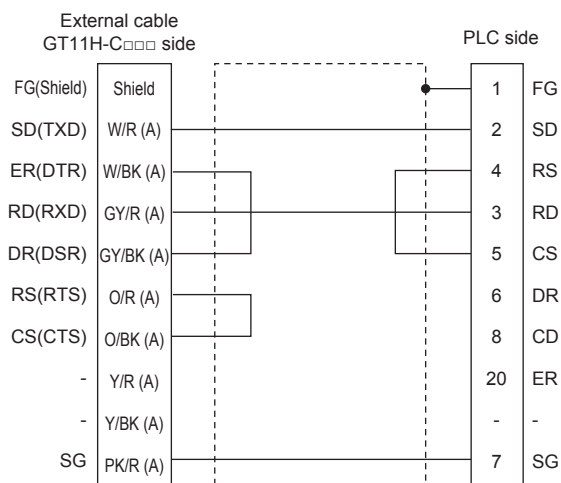 External cable
GT11H-C□□□ side
PLC side
FG(Shield) Shield 1 FG
SD(TXD) W/R (A) 2 SD
ER(DTR) W/BK (A) 4 RS
RD(RXD) GY/R (A) 3 RD
DR(DSR) GY/BK (A) 5 CS
RS(RTS) O/R (A) 6 DR
CS(CTS) O/BK (A) 8 CD
- Y/R (A) 20 ER
- Y/BK (A) - -
SG PK/R (A) 7 SG